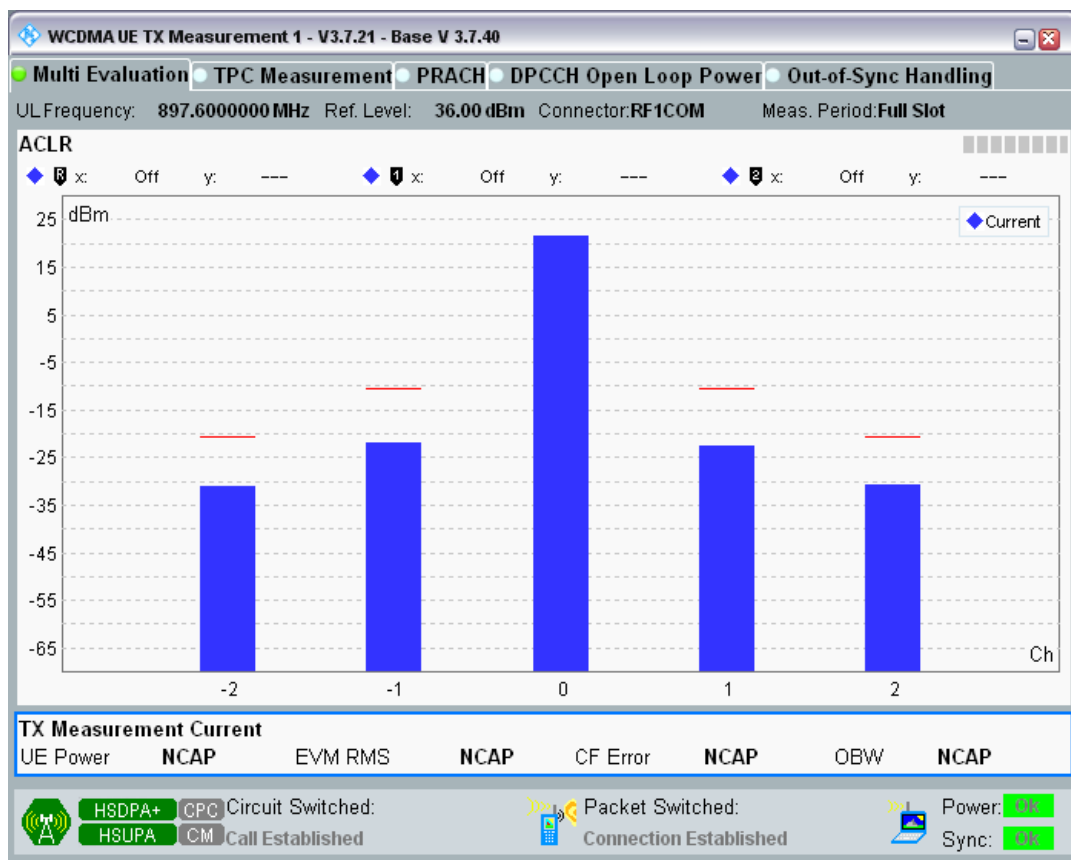 WCDMA UE TX Measurement 1 - V3.7.21 - Base V 3.7.40
Multi Evaluation TPC Measurement PRACH DPCCH Open Loop Power Out-of-Sync Handling
UL Frequency: 897.6000000 MHz Ref. Level: 36.00 dBm Connector: RF1COM Meas. Period: Full Slot
ACLR
R x: Off y: --- 1 x: Off y: --- 2 x: Off y: ---
dBm
Current
25
15
5
-5
-15
-25
-35
-45
-55
-65
Ch
-2 -1 0 1 2
TX Measurement Current
UE Power NCAP EVM RMS NCAP CF Error NCAP OBW NCAP
HSDPA+ CPC Circuit Switched: Packet Switched: Power: OK
HSUPA CM Call Established Connection Established Sync: OK